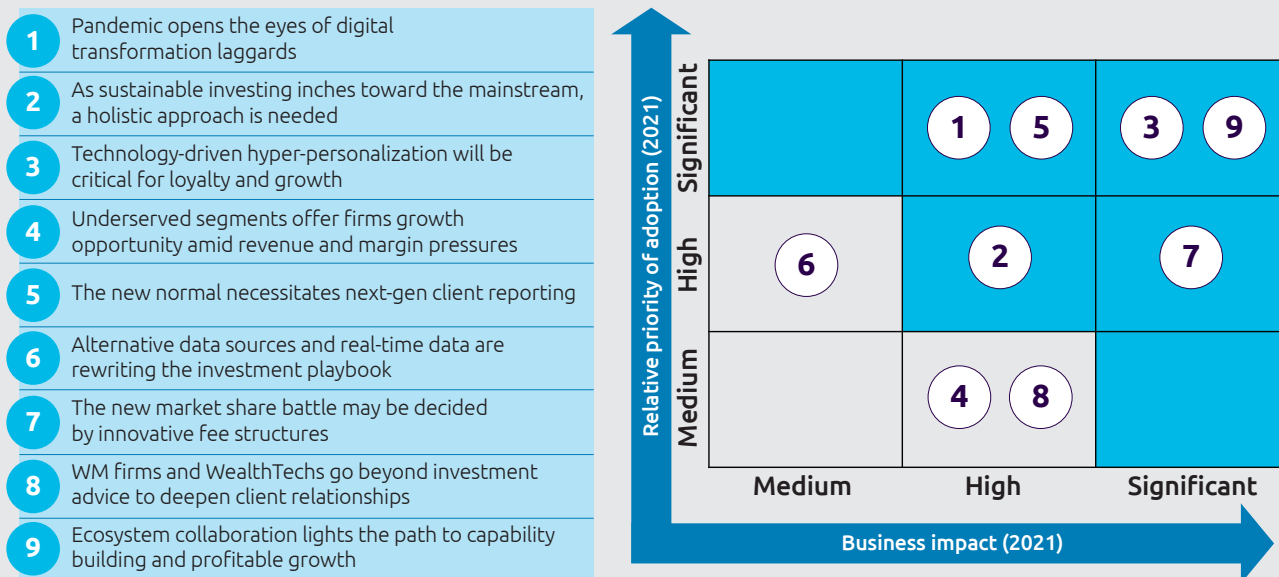 1
Pandemic opens the eyes of digital
transformation laggards
2
As sustainable investing inches toward the mainstream,
a holistic approach is needed
3
Technology-driven hyper-personalization will be
critical for loyalty and growth
4
Underserved segments offer firms growth
opportunity amid revenue and margin pressures
5
The new normal necessitates next-gen client reporting
6
Alternative data sources and real-time data are
rewriting the investment playbook
7
The new market share battle may be decided
by innovative fee structures
8
WM firms and WealthTechs go beyond investment
advice to deepen client relationships
9
Ecosystem collaboration lights the path to capability
building and profitable growth
Relative priority of adoption (2021)
Significant
1 5 3 9
High
6 2 7
Medium
4 8
Medium High Significant
Business impact (2021)